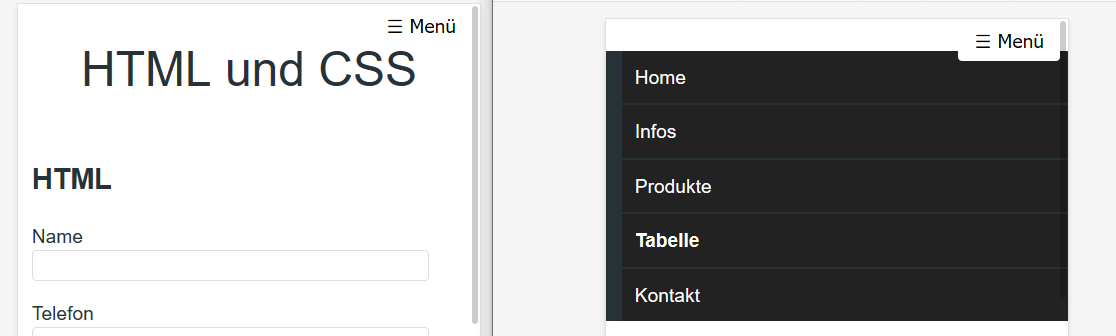 ☰ Menü
HTML und CSS
HTML
Name
Telefon
☰ Menü
Home
Infos
Produkte
Tabelle
Kontakt